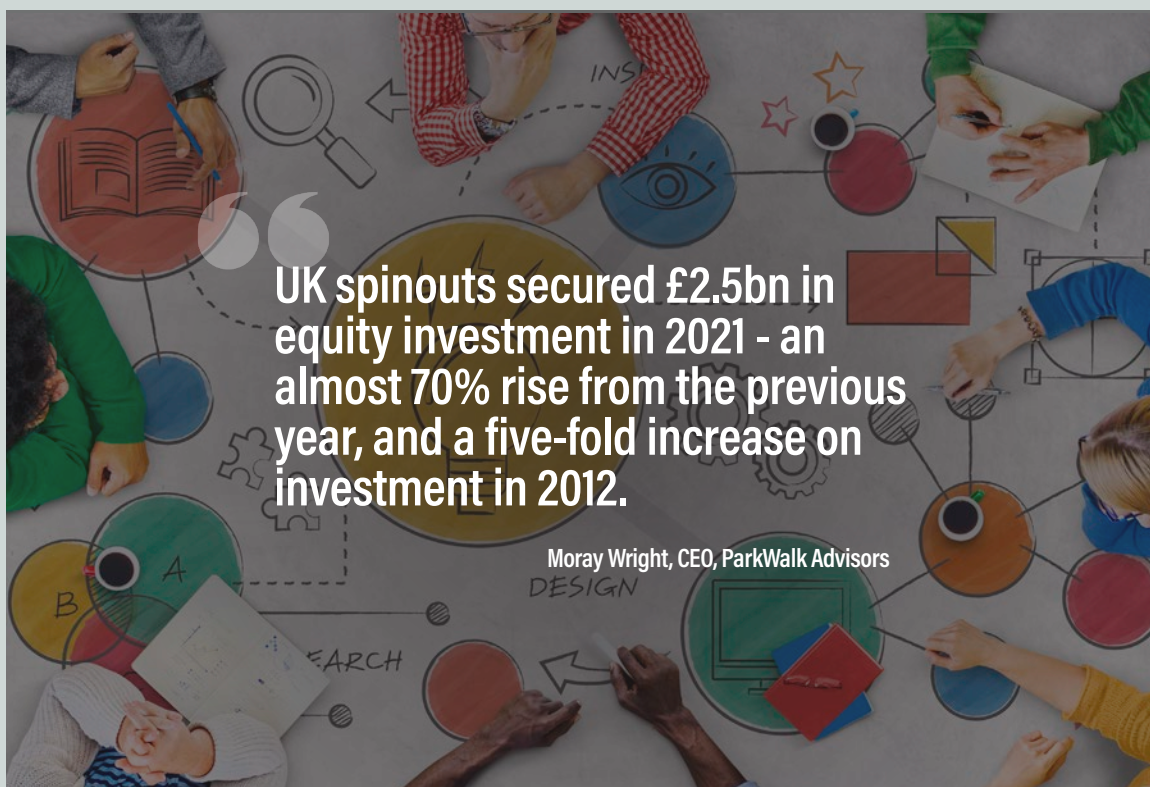 INS
“
UK spinouts secured £2.5bn in
equity investment in 2021 - an
almost 70% rise from the previous
year, and a five-fold increase on
investment in 2012.
Moray Wright, CEO, ParkWalk Advisors
DESIGN
A
B
EARCH